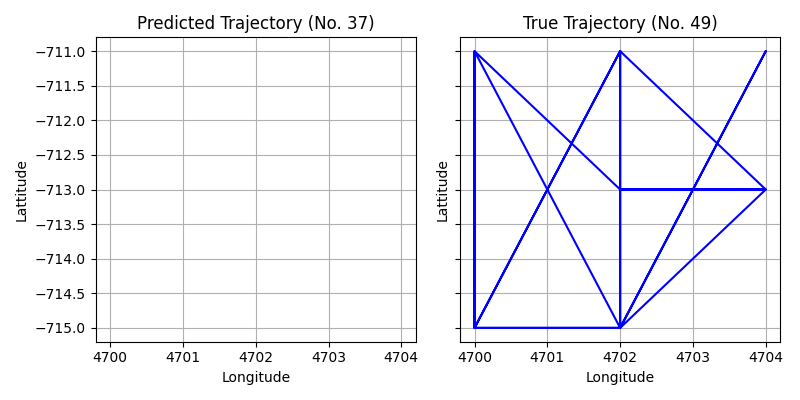 Predicted Trajectory (No. 37)
−711.0
−711.5
−712.0
−712.5
−713.0
−713.5
−714.0
−714.5
−715.0
Lattitude
4700 4701 4702 4703 4704
Longitude
True Trajectory (No. 49)
Lattitude
4700 4701 4702 4703 4704
Longitude